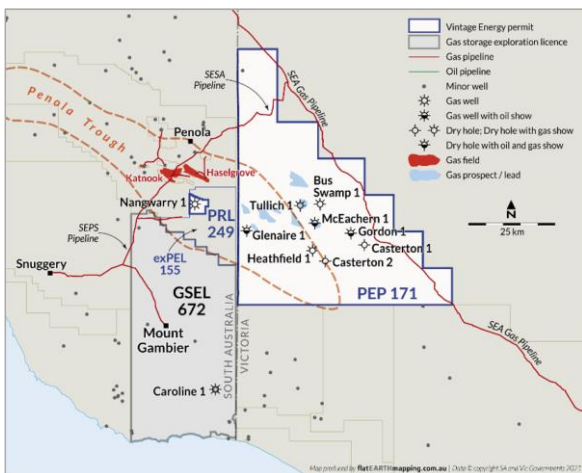 Vintage Energy permit
Gas storage exploration licence
Gas pipeline
Oil pipeline
Minor well
Gas well
Gas well with oil show
Dry hole; Dry hole with gas show
Dry hole with oil and gas show
Gas field
Gas prospect / lead
N
25 km
SESA
Pipeline
SEA Gas Pipeline
Penola Trough
Penola
Katnook
Haselgrove
Nangwarry 1
PRL
249
SEPS
Pipeline
exPEL
155
Snuggery
GSEL
672
Mount
Gambier
Caroline 1
SOUTH AUSTRALIA
VICTORIA
Bus
Swamp 1
Tullich 1
McEachern 1
Glenaire 1
Gordon 1
Casterton 1
Heathfield 1
Casterton 2
PEP 171
SEA Gas Pipeline
Map produced by flatEARTHmapping.com.au | Data © copyright SA and Vic Governments 2021